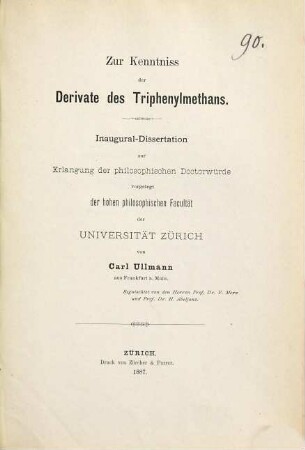 90.
Zur Kenntniss
der
Derivate des Triphenylmethans.
Inaugural-Dissertation
zur
Erlangung der philosophischen Doctorwürde
vorgelegt
der hohen philosophischen Facultät
der
UNIVERSITÄT ZÜRICH
von
Carl Ullmann
aus Frankfurt a. Main.
Begutachtet von den Herren Prof. Dr. V. Merz
und Prof. Dr. H. Abeljanz.
ZÜRICH.
Druck von Zürcher & Furrer.
1887.